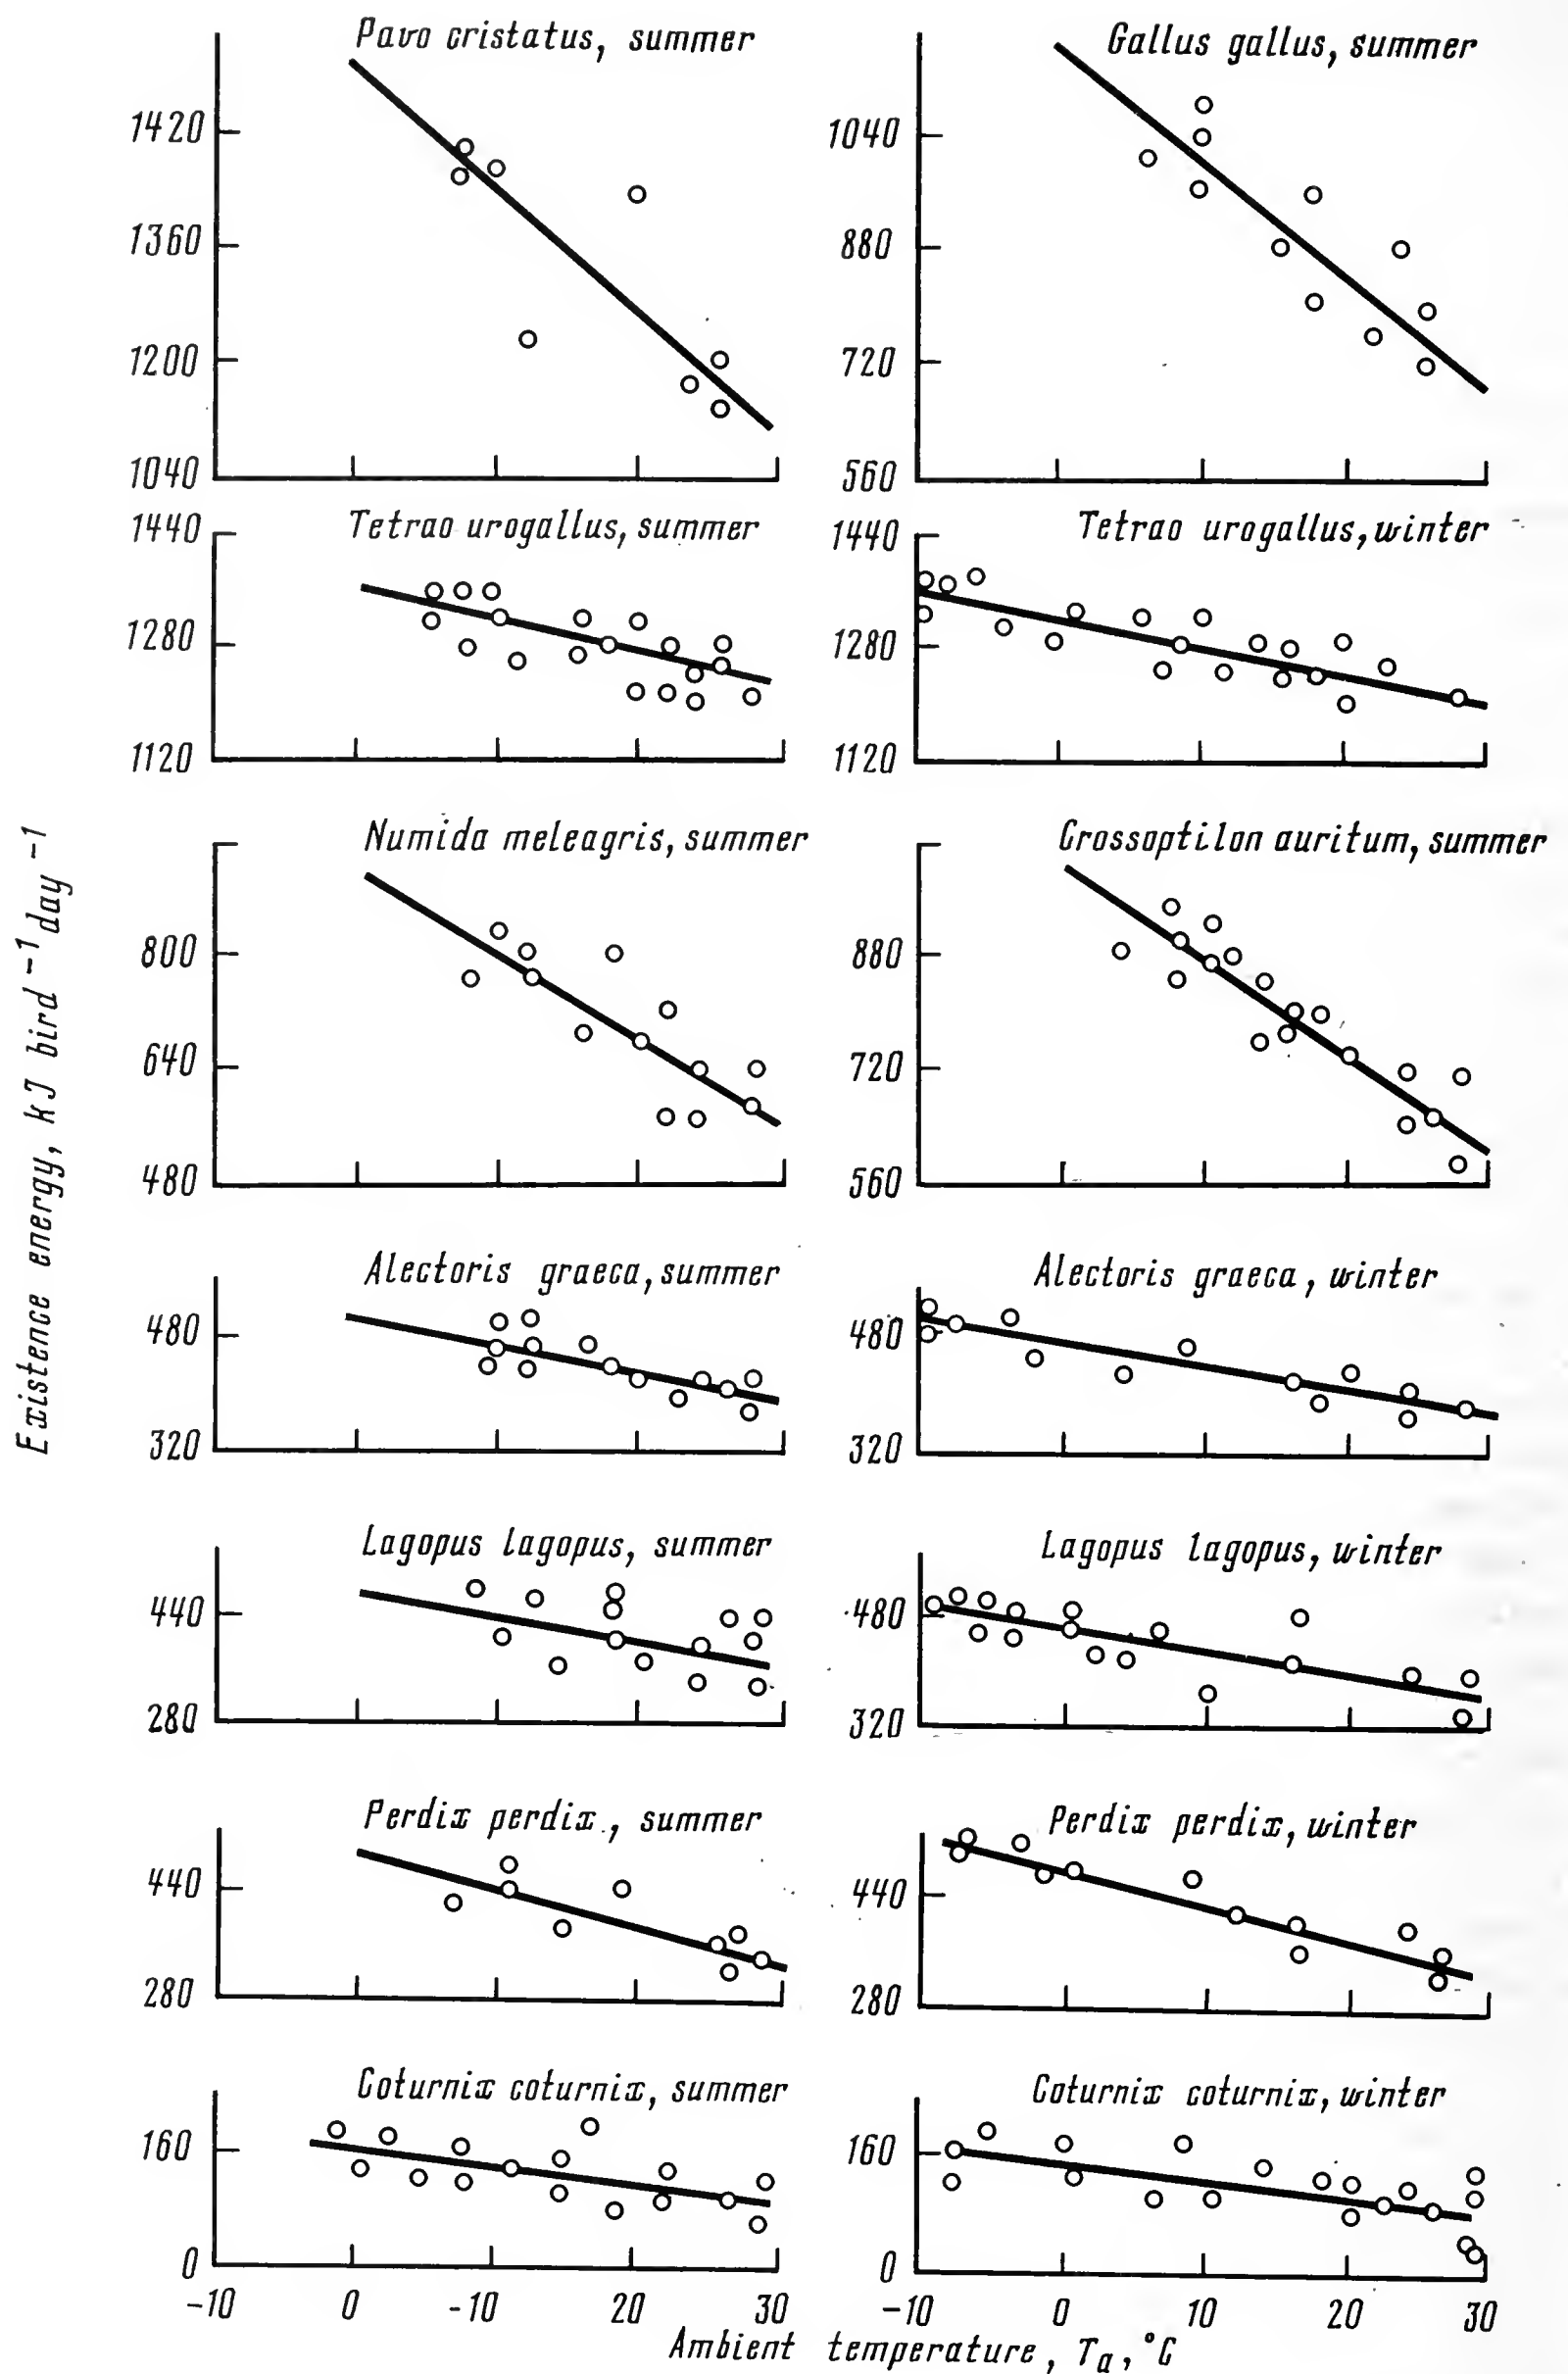 Existence energy, kJ bird⁻¹ day⁻¹
Pavo cristatus, summer
1420
1360
1200
1040
Gallus gallus, summer
1040
880
720
560
Tetrao urogallus, summer
1440
1280
1120
Tetrao urogallus, winter
1440
1280
1120
Numida meleagris, summer
800
640
480
Crossoptilon auritum, summer
880
720
560
Alectoris graeca, summer
480
320
Alectoris graeca, winter
480
320
Lagopus lagopus, summer
440
280
Lagopus lagopus, winter
480
320
Perdix perdix, summer
440
280
Perdix perdix, winter
440
280
Coturnix coturnix, summer
160
0
-10 0 -10 20 30
Coturnix coturnix, winter
160
0
-10 0 10 20 30
Ambient temperature, Ta, °C